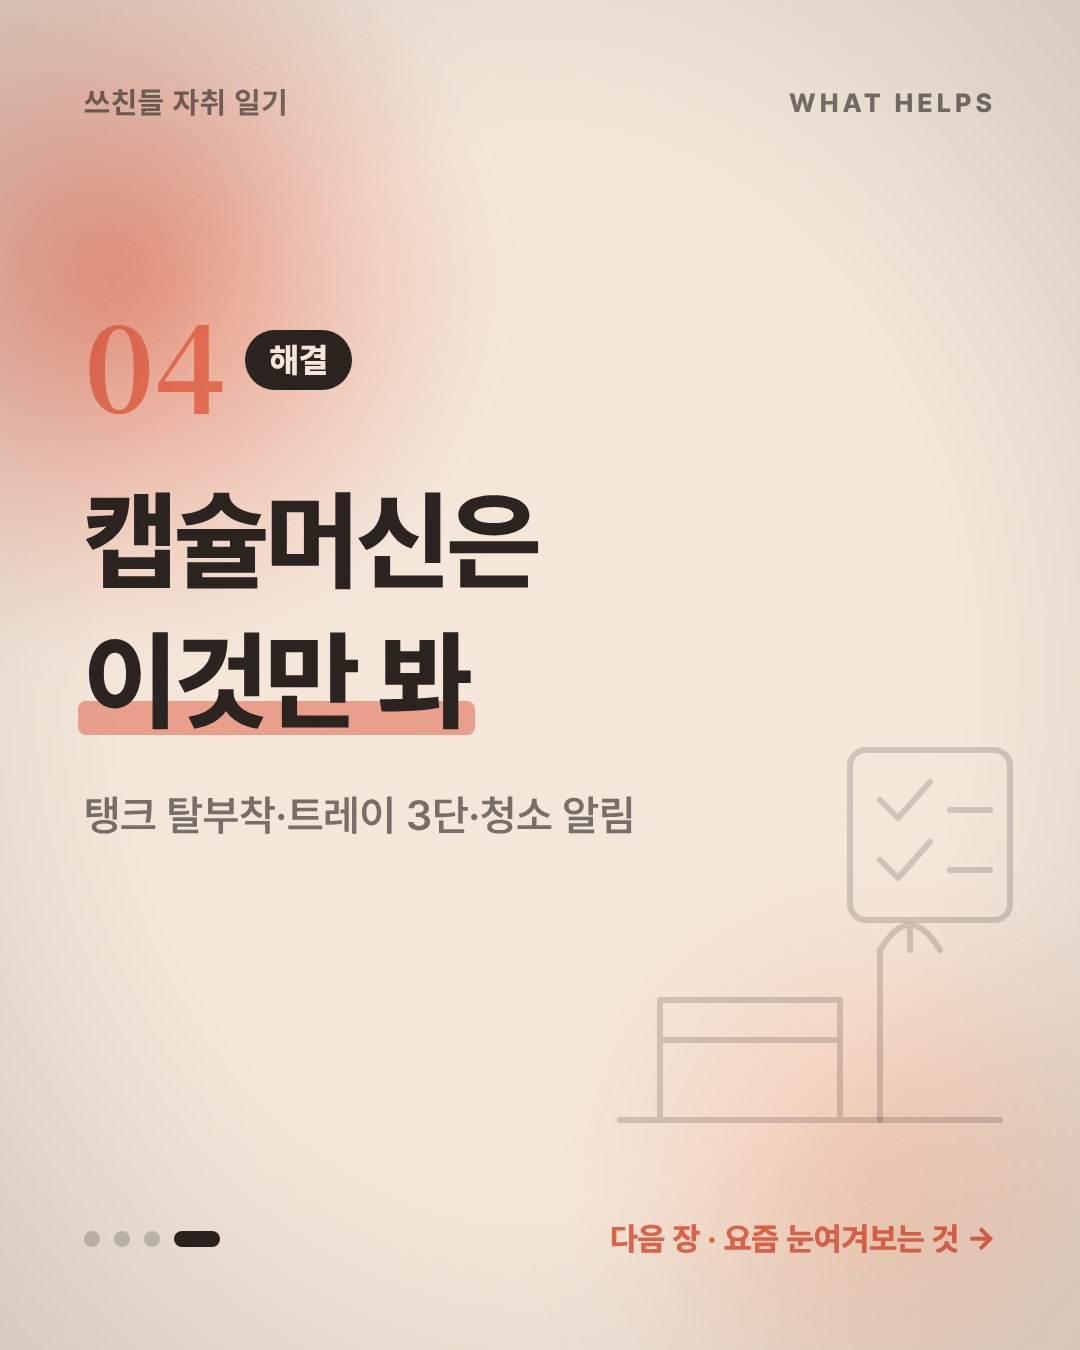 쓰친들 자취 일기
WHAT HELPS
04 해결
캡슐머신은
이것만 봐
탱크 탈부착·트레이 3단·청소 알림
다음 장 · 요즘 눈여겨보는 것 →